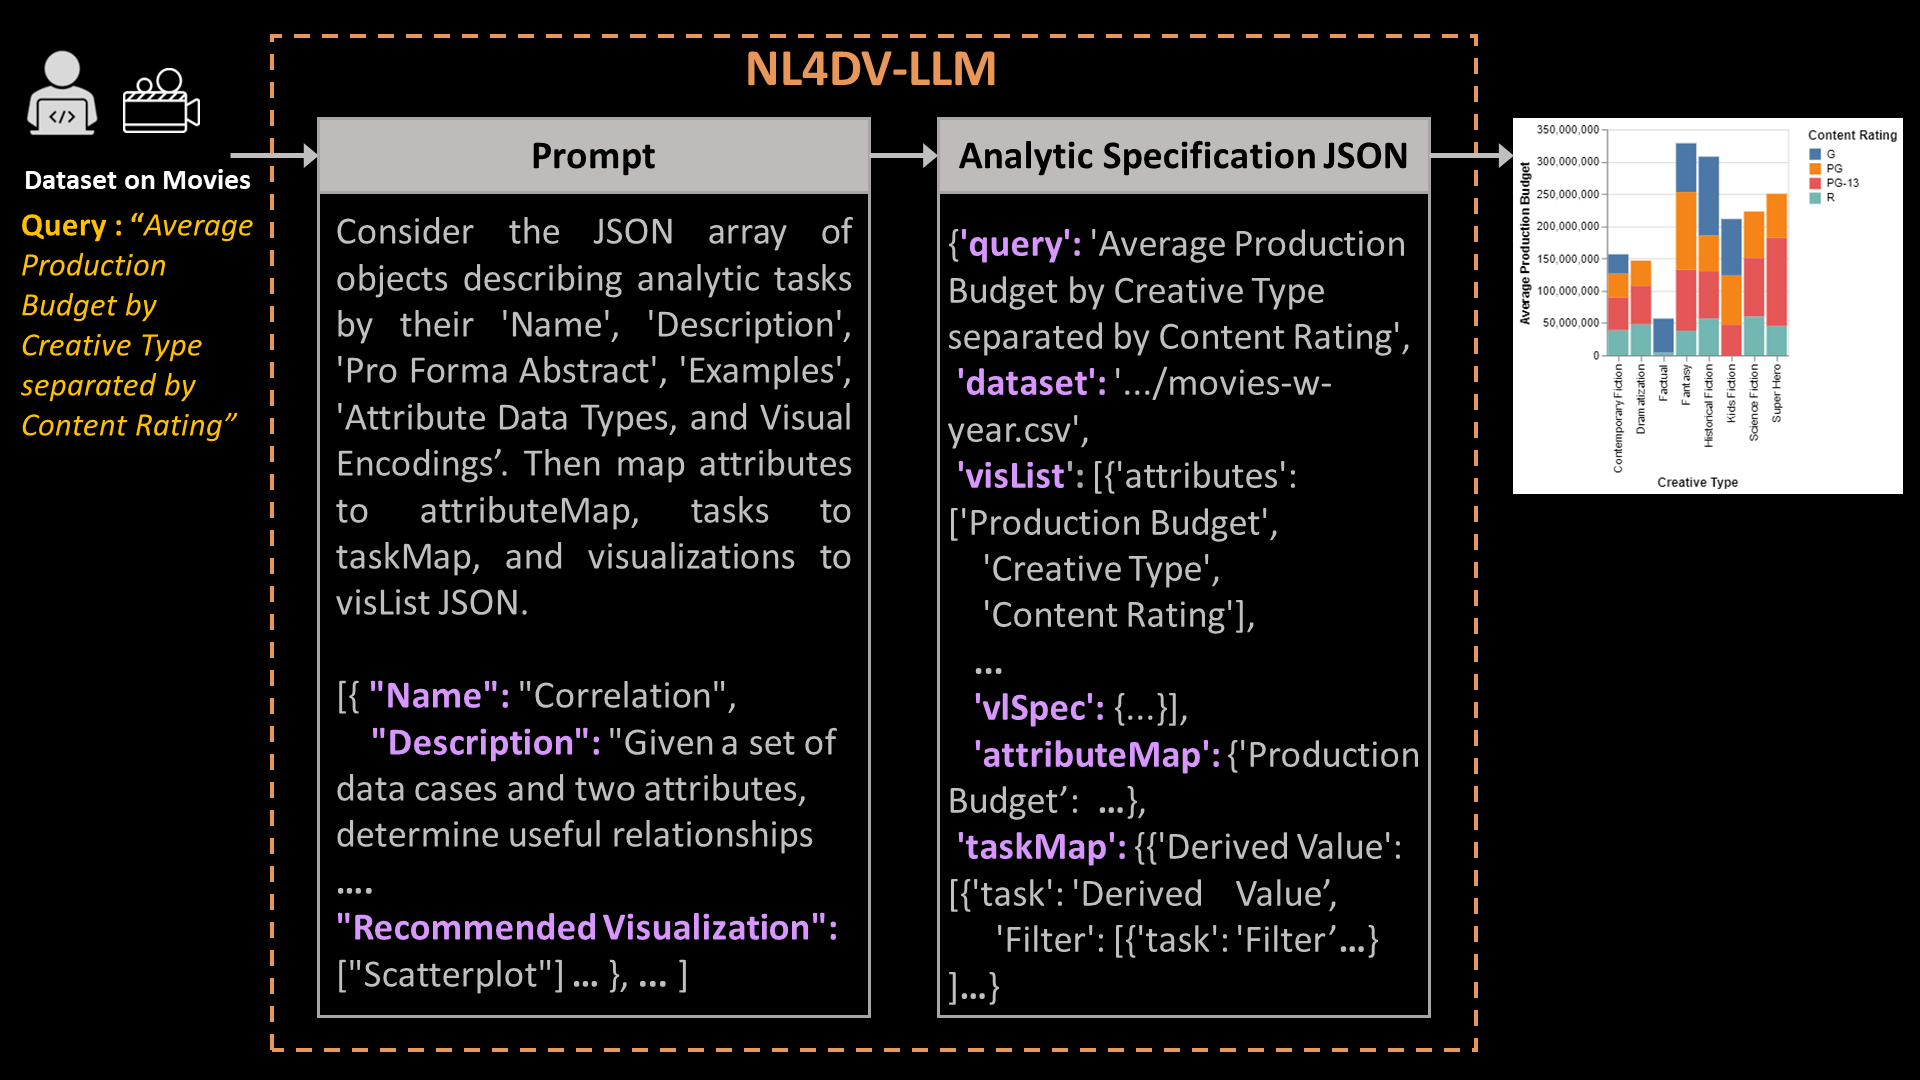 NL4DV-LLM
</>
Dataset on Movies
Query : “Average
Production
Budget by
Creative Type
separated by
Content Rating”
Prompt
Consider the JSON array of
objects describing analytic tasks
by their 'Name', 'Description',
'Pro Forma Abstract', 'Examples',
'Attribute Data Types, and Visual
Encodings’. Then map attributes
to attributeMap, tasks to
taskMap, and visualizations to
visList JSON.
[{ "Name": "Correlation",
"Description": "Given a set of
data cases and two attributes,
determine useful relationships
....
"Recommended Visualization":
["Scatterplot"] ... }, ... ]
Analytic Specification JSON
{'query': 'Average Production
Budget by Creative Type
separated by Content Rating',
'dataset': '.../movies-w-
year.csv',
'visList': [{'attributes':
['Production Budget',
'Creative Type',
'Content Rating'],
...
'vlSpec': {...}],
'attributeMap': {'Production
Budget’: ...},
'taskMap': {{'Derived Value':
[{'task': 'Derived Value’,
'Filter': [{'task': 'Filter’...}
]...}
Average Production Budget
350,000,000
300,000,000
250,000,000
200,000,000
150,000,000
100,000,000
50,000,000
0
Contemporary Fiction
Dramatization
Factual
Fantasy
Historical Fiction
Kids Fiction
Science Fiction
Super Hero
Creative Type
Content Rating
G
PG
PG-13
R